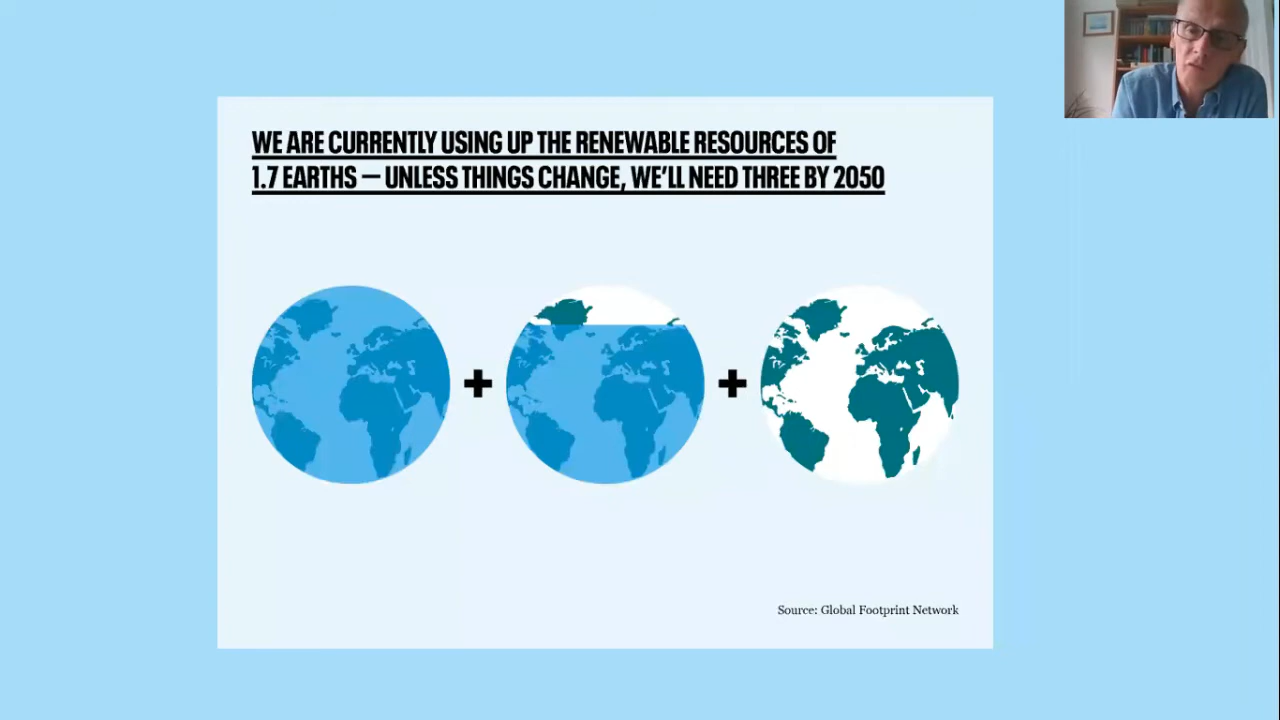 WE ARE CURRENTLY USING UP THE RENEWABLE RESOURCES OF
1.7 EARTHS — UNLESS THINGS CHANGE, WE'LL NEED THREE BY 2050
+
+
Source: Global Footprint Network